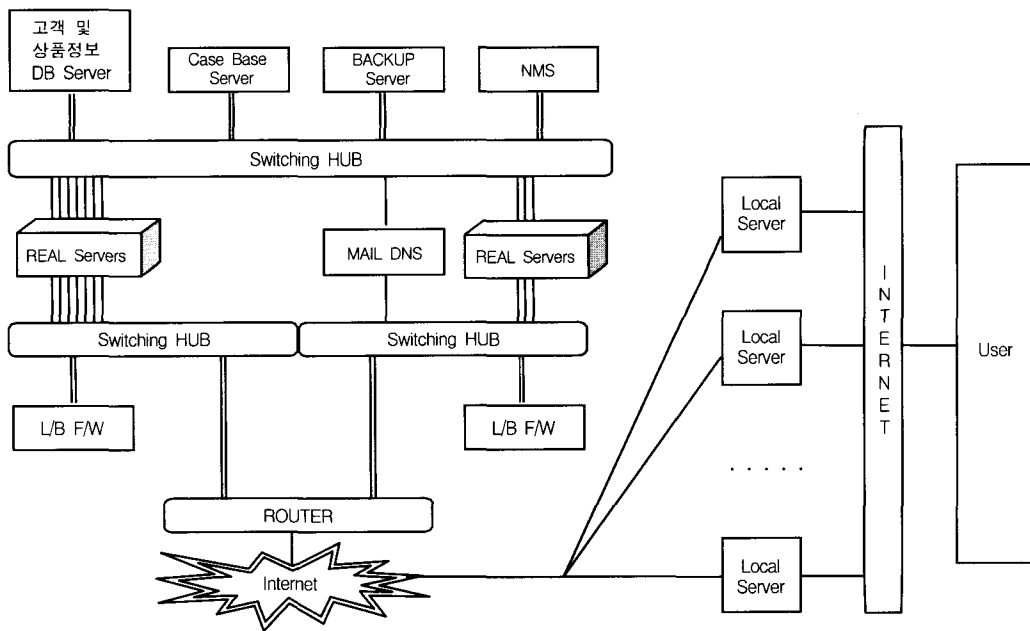 고객 및
상품정보
DB Server
Case Base
Server
BACKUP
Server
NMS
Switching HUB
REAL Servers
MAIL DNS
REAL Servers
Switching HUB
Switching HUB
L/B F/W
L/B F/W
ROUTER
Internet
Local
Server
Local
Server
. . . . .
Local
Server
INTERNET
User